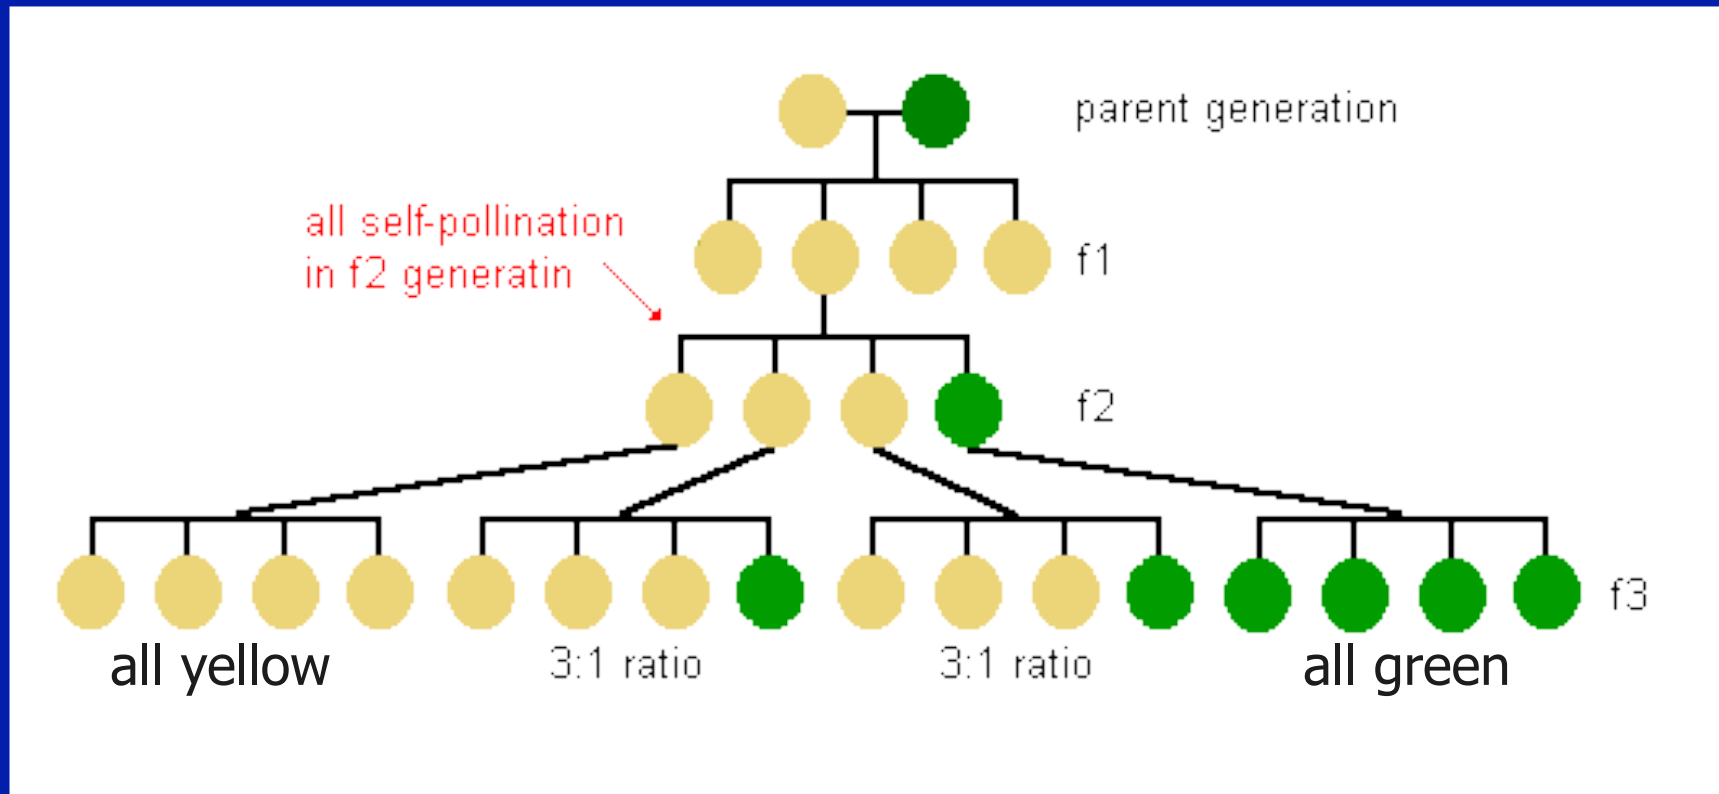 parent generation
all self-pollination
in f2 generatin
f1
f2
f3
all yellow
3:1 ratio
3:1 ratio
all green